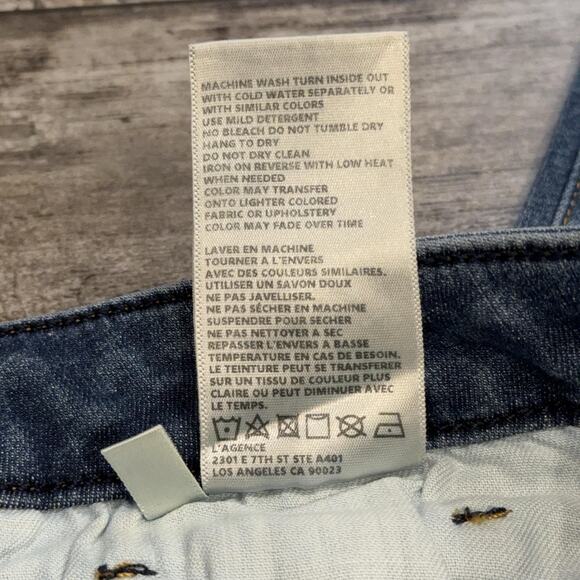 MACHINE WASH TURN INSIDE OUT
WITH COLD WATER SEPARATELY OR
WITH SIMILAR COLORS
USE MILD DETERGENT
NO BLEACH DO NOT TUMBLE DRY
HANG TO DRY
DO NOT DRY CLEAN
IRON ON REVERSE WITH LOW HEAT
WHEN NEEDED
COLOR MAY TRANSFER
ONTO LIGHTER COLORED
FABRIC OR UPHOLSTERY
COLOR MAY FADE OVER TIME
LAVER EN MACHINE
TOURNER A L'ENVERS
AVEC DES COULEURS SIMILAIRES.
UTILISER UN SAVON DOUX
NE PAS JAVELLISER.
NE PAS SÉCHER EN MACHINE
SUSPENDRE POUR SECHER
NE PAS NETTOYER A SEC
REPASSER L'ENVERS A BASSE
TEMPERATURE EN CAS DE BESOIN.
LE TEINTURE PEUT SE TRANSFERER
SUR UN TISSU DE COULEUR PLUS
CLAIRE OU PEUT DIMINUER AVEC
LE TEMPS.
L'AGENCE
2301 E 7TH ST STE A401
LOS ANGELES CA 90023